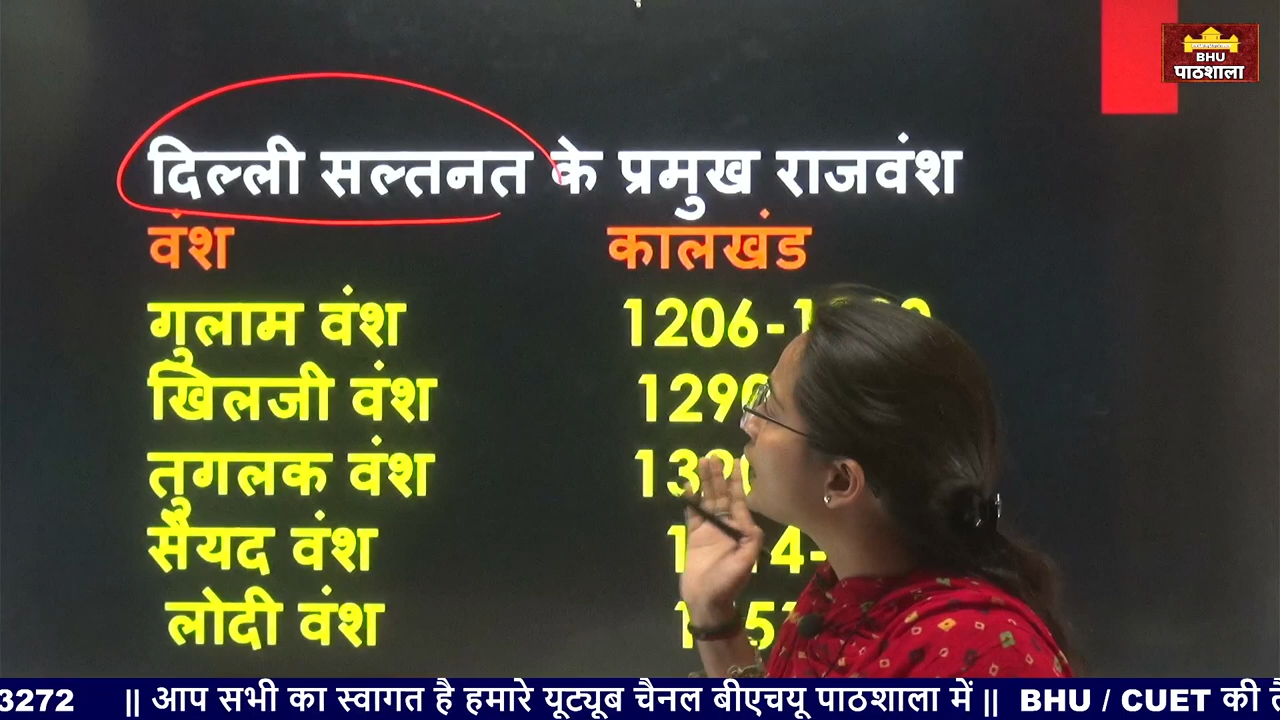 BHU
पाठशाला
दिल्ली सल्तनत के प्रमुख राजवंश
वंश कालखंड
गुलाम वंश
खिलजी वंश
तुगलक वंश
सैयद वंश
लोदी वंश
3272 || आप सभी का स्वागत है हमारे यूट्यूब चैनल बीएचयू पाठशाला में || BHU / CUET की